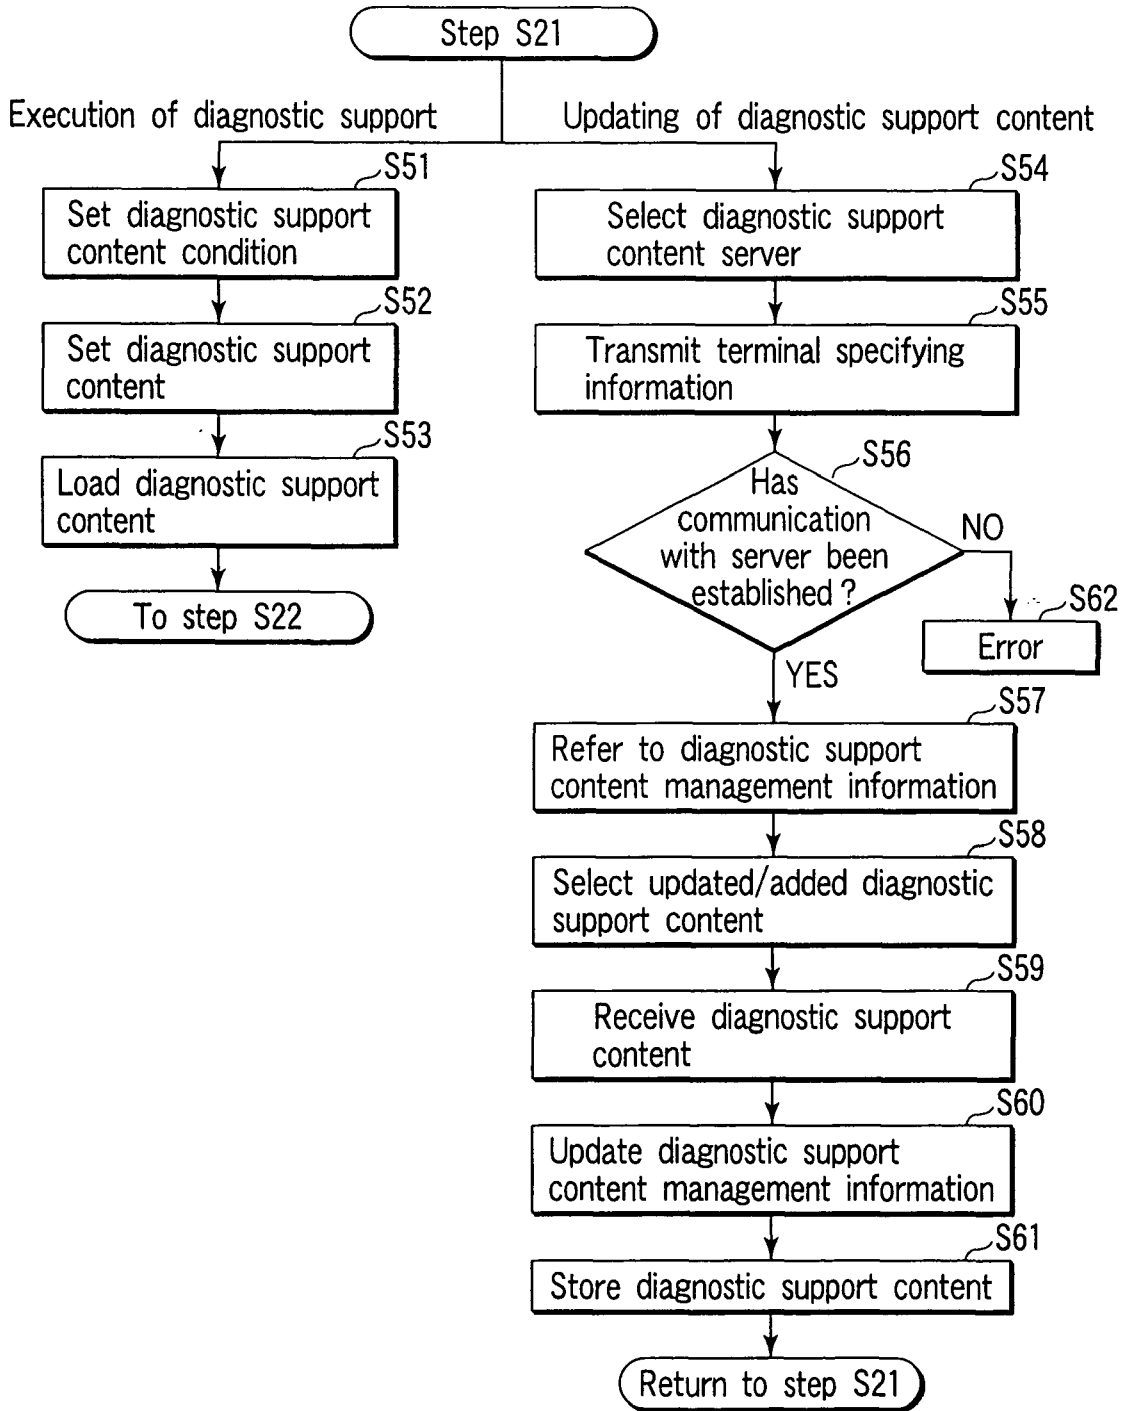 Step S21
Execution of diagnostic support
Updating of diagnostic support content
S51
Set diagnostic support
content condition
S52
Set diagnostic support
content
S53
Load diagnostic support
content
To step S22
S54
Select diagnostic support
content server
S55
Transmit terminal specifying
information
S56
Has
communication
with server been
established ?
NO
S62
Error
YES
S57
Refer to diagnostic support
content management information
S58
Select updated/added diagnostic
support content
S59
Receive diagnostic support
content
S60
Update diagnostic support
content management information
S61
Store diagnostic support content
Return to step S21